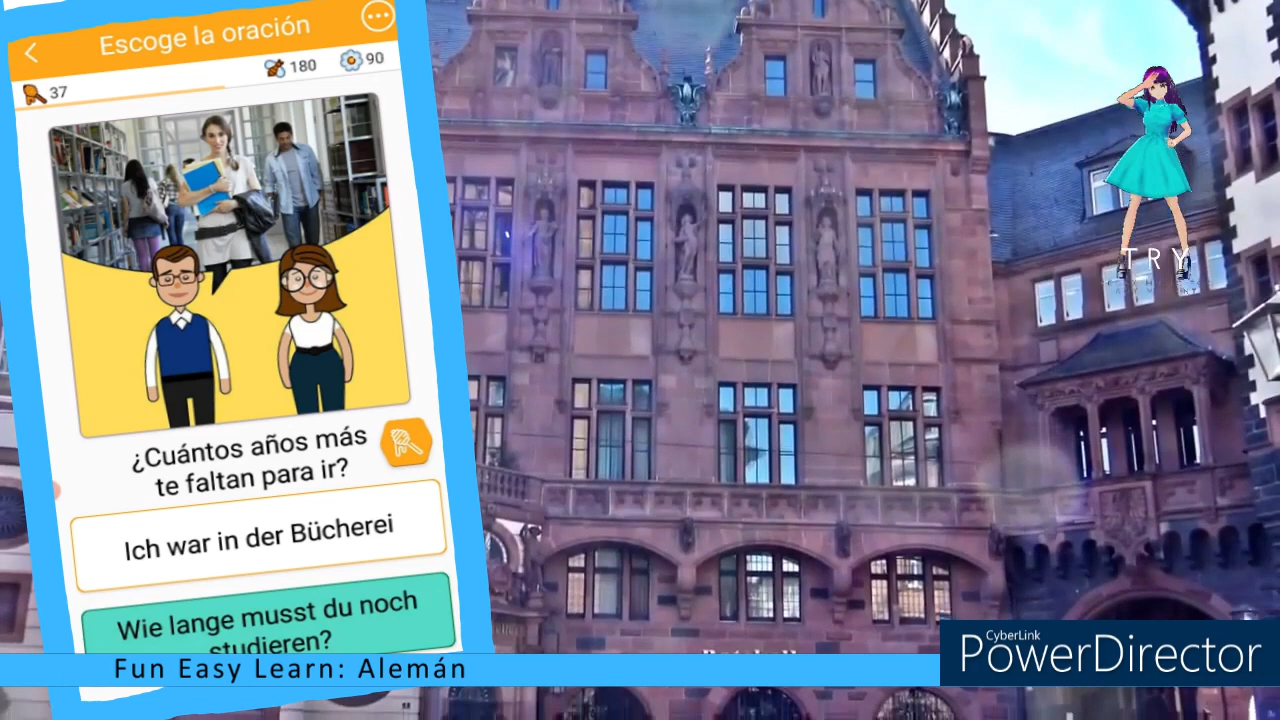 Escoge la oración
37
180
90
¿Cuántos años más
te faltan para ir?
Ich war in der Bücherei
Wie lange musst du noch
studieren?
Fun Easy Learn: Alemán
TRY
CyberLink
PowerDirector